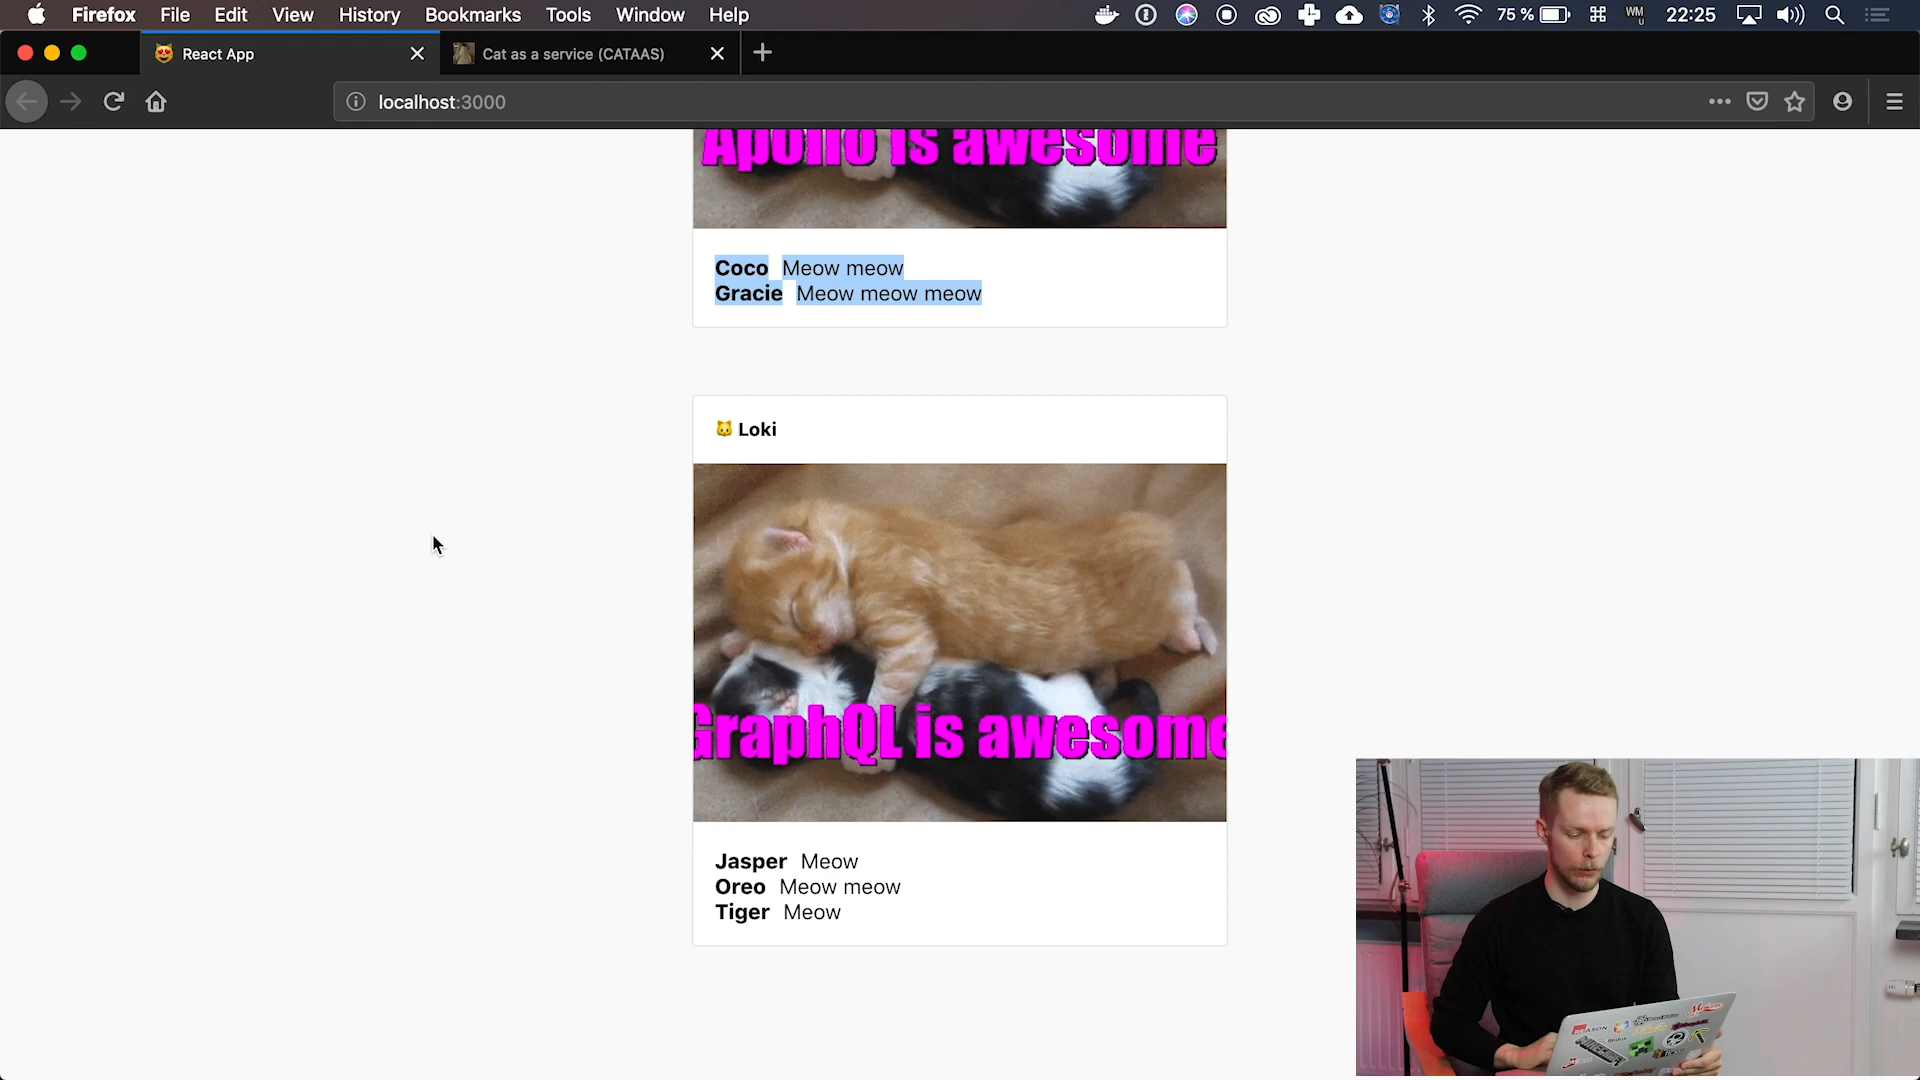 Firefox File Edit View History Bookmarks Tools Window Help 75 % 22:25
React App
Cat as a service (CATAAS)
localhost:3000
Apollo is awesome
Coco Meow meow
Gracie Meow meow meow
🐱 Loki
GraphQL is awesome
Jasper Meow
Oreo Meow meow
Tiger Meow
REASON
Redux